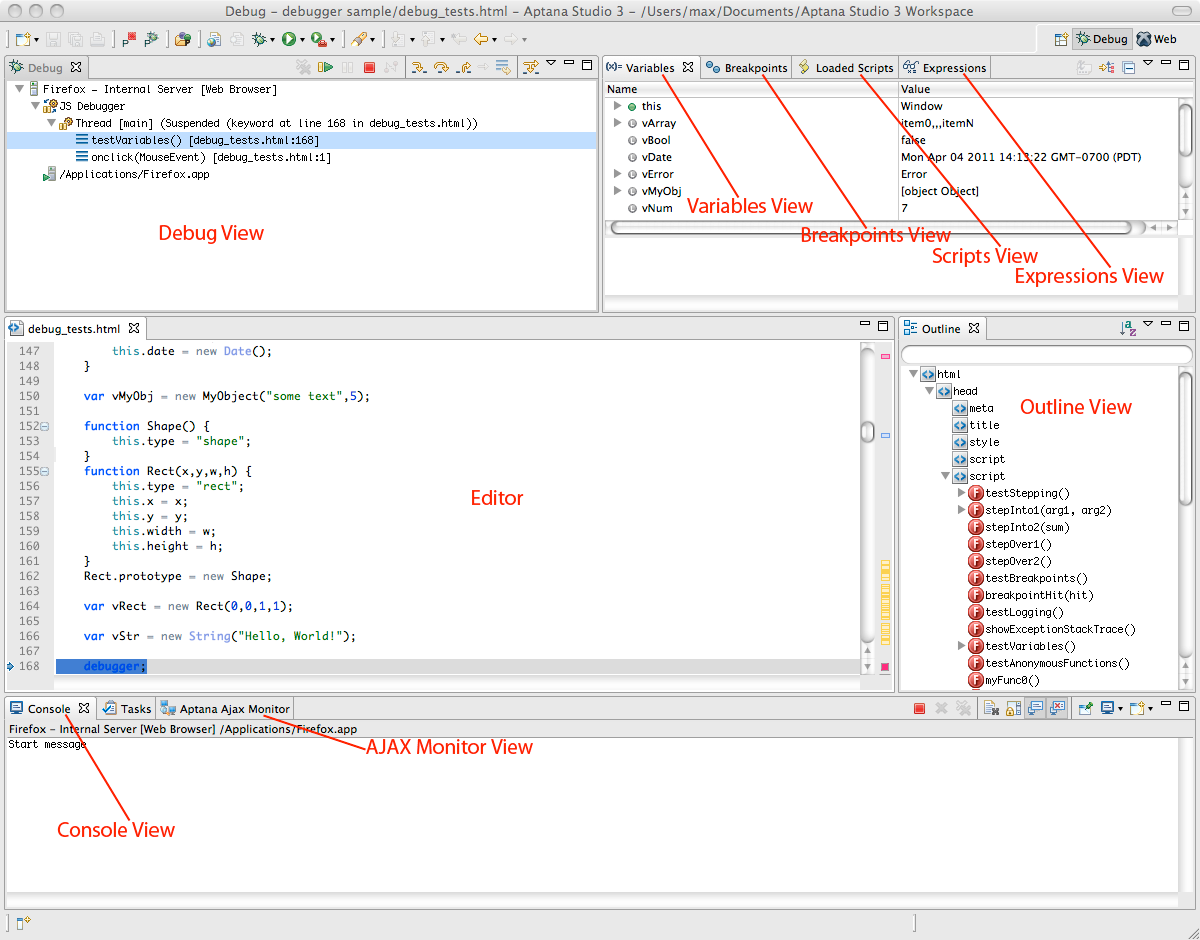 Debug – debugger sample/debug_tests.html – Aptana Studio 3 – /Users/max/Documents/Aptana Studio 3 Workspace
Debug
Web
Debug
Firefox – Internal Server [Web Browser]
JS Debugger
Thread [main] (Suspended (keyword at line 168 in debug_tests.html))
testVariables() [debug_tests.html:168]
onclick(MouseEvent) [debug_tests.html:1]
/Applications/Firefox.app
Debug View
(x)= Variables
Breakpoints
Loaded Scripts
Expressions
Name Value
this Window
vArray item0,,,itemN
vBool false
vDate Mon Apr 04 2011 14:13:22 GMT-0700 (PDT)
vError Error
vMyObj [object Object]
vNum 7
Variables View
Breakpoints View
Scripts View
Expressions View
debug_tests.html
147 this.date = new Date();
148 }
149
150 var vMyObj = new MyObject("some text",5);
151
152 function Shape() {
153 this.type = "shape";
154 }
155 function Rect(x,y,w,h) {
156 this.type = "rect";
157 this.x = x;
158 this.y = y;
159 this.width = w;
160 this.height = h;
161 }
162 Rect.prototype = new Shape;
163
164 var vRect = new Rect(0,0,1,1);
165
166 var vStr = new String("Hello, World!");
167
168 debugger;
Editor
Outline
html
head
meta
title
style
script
script
testStepping()
stepInto1(arg1, arg2)
stepInto2(sum)
stepOver1()
stepOver2()
testBreakpoints()
breakpointHit(hit)
testLogging()
showExceptionStackTrace()
testVariables()
testAnonymousFunctions()
myFunc0()
Outline View
Console
Tasks
Aptana Ajax Monitor
Firefox – Internal Server [Web Browser] /Applications/Firefox.app
Start message
AJAX Monitor View
Console View